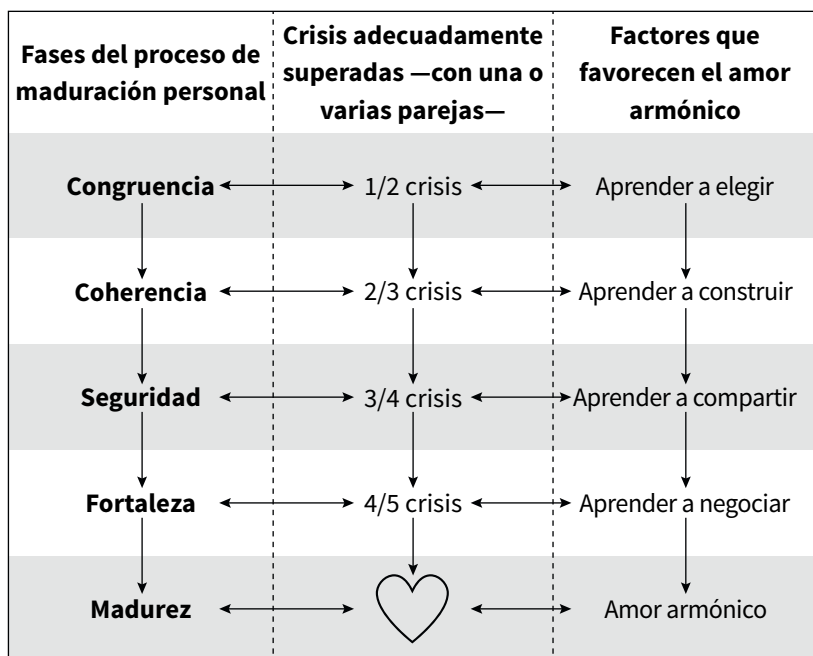 Fases del proceso de
maduración personal
Crisis adecuadamente
superadas —con una o
varias parejas—
Factores que
favorecen el amor
armónico
Congruencia
1/2 crisis
Aprender a elegir
Coherencia
2/3 crisis
Aprender a construir
Seguridad
3/4 crisis
Aprender a compartir
Fortaleza
4/5 crisis
Aprender a negociar
Madurez
Amor armónico